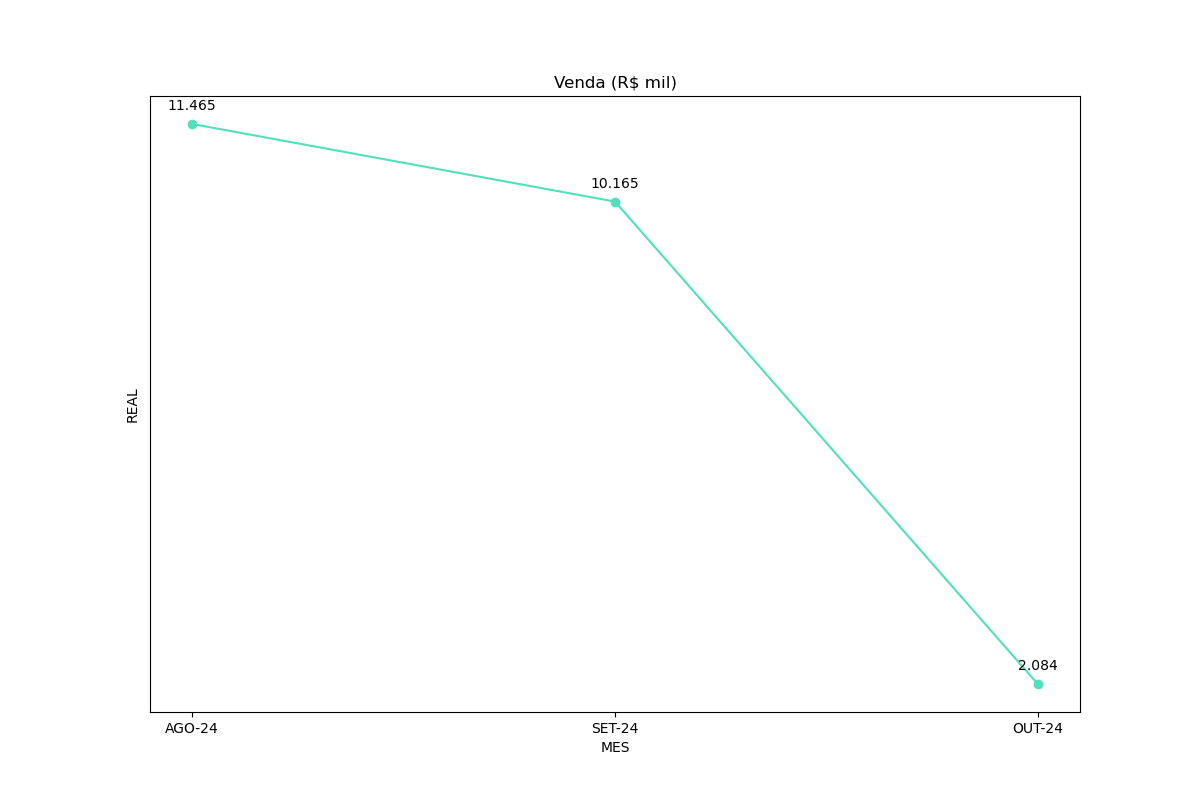 Venda (R$ mil)
11.465
10.165
2.084
REAL
AGO-24
SET-24
OUT-24
MES